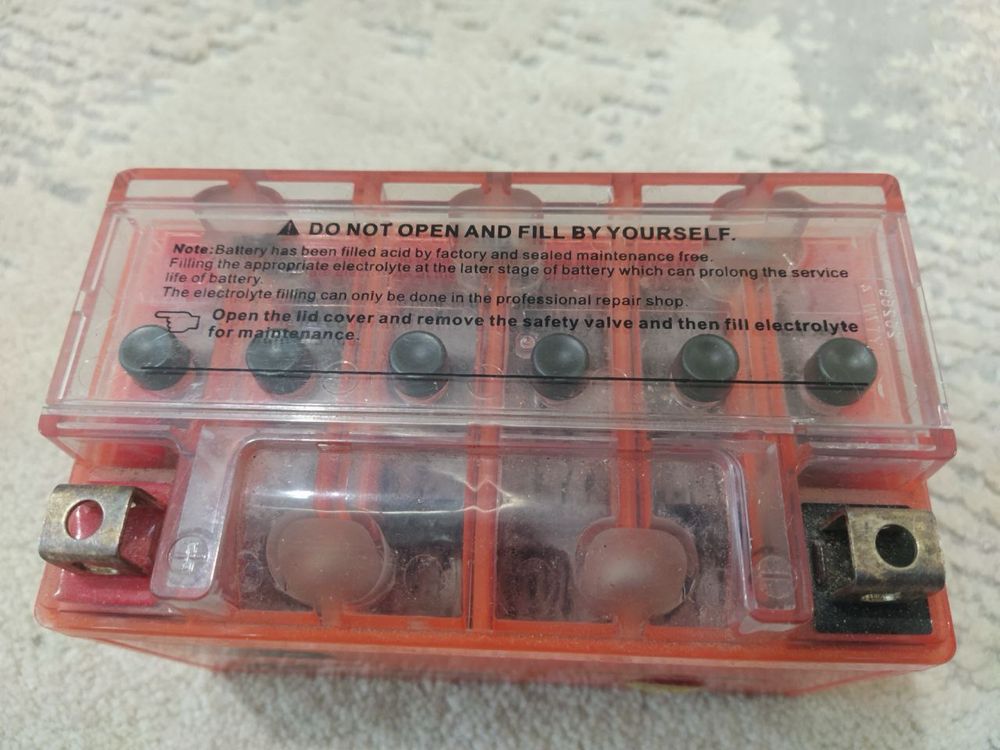 DO NOT OPEN AND FILL BY YOURSELF.
Note:Battery has been filled acid by factory and sealed maintenance free.
Filling the appropriate electrolyte at the later stage of battery which can prolong the service
life of battery.
The electrolyte filling can only be done in the professional repair shop.
Open the lid cover and remove the safety valve and then fill electrolyte
for maintenance.